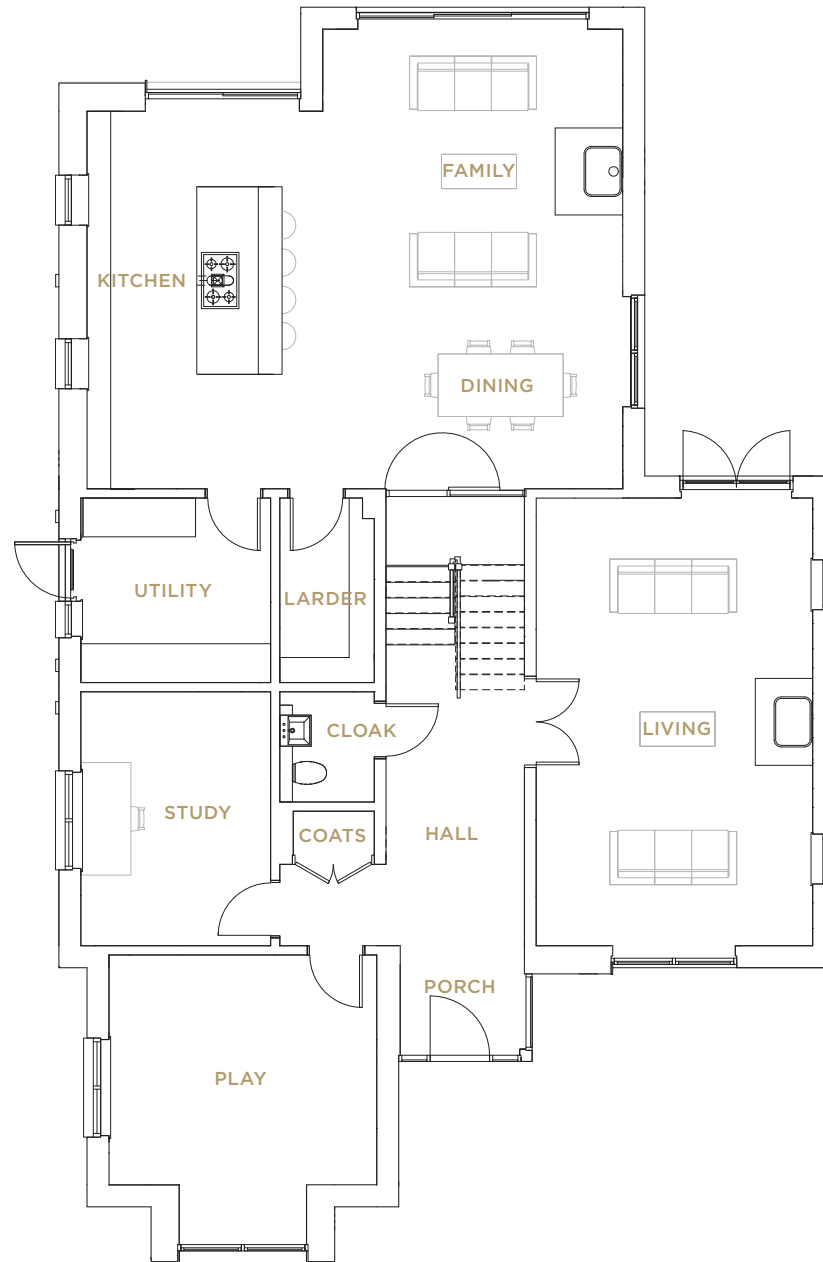 FAMILY
KITCHEN
DINING
UTILITY
LARDER
CLOAK
LIVING
STUDY
COATS
HALL
PORCH
PLAY